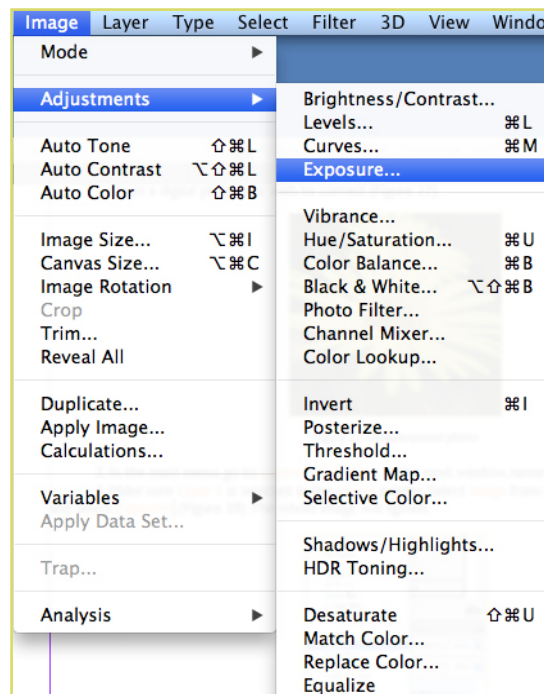 Image Layer Type Select Filter 3D View Windo
Mode
Adjustments
Auto Tone ⇧⌘L
Auto Contrast ⌥⇧⌘L
Auto Color ⇧⌘B
Image Size... ⌥⌘I
Canvas Size... ⌥⌘C
Image Rotation
Crop
Trim...
Reveal All
Duplicate...
Apply Image...
Calculations...
Variables
Apply Data Set...
Trap...
Analysis
Brightness/Contrast...
Levels... ⌘L
Curves... ⌘M
Exposure...
Vibrance...
Hue/Saturation... ⌘U
Color Balance... ⌘B
Black & White... ⌥⇧⌘B
Photo Filter...
Channel Mixer...
Color Lookup...
Invert ⌘I
Posterize...
Threshold...
Gradient Map...
Selective Color...
Shadows/Highlights...
HDR Toning...
Desaturate ⇧⌘U
Match Color...
Replace Color...
Equalize